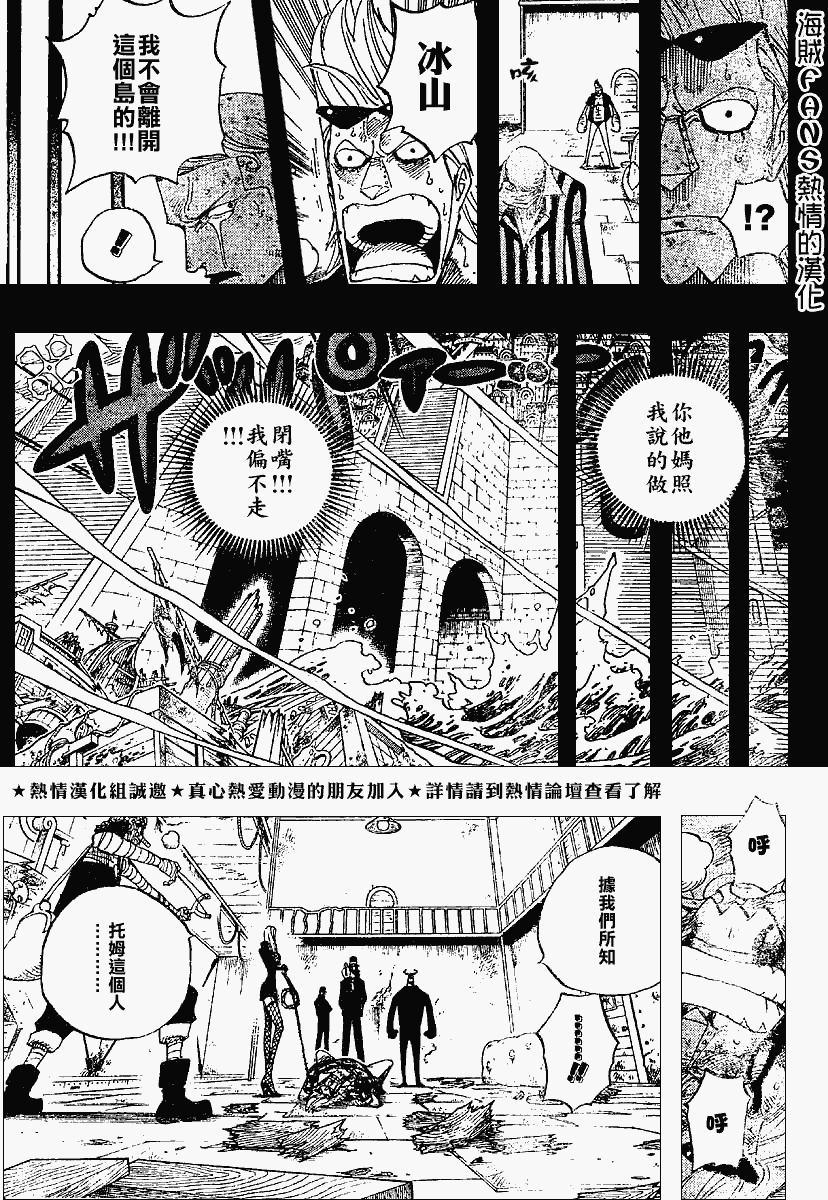 海賊FANS熱情的漢化
!?
咳
冰山
我不會離開
這個島的!!!
!!
你他媽照
我說的做
閉嘴!!!
我偏不走
!!!
ザ
アー
★熱情漢化組誠邀★真心熱愛動漫的朋友加入★詳情請到熱情論壇查看了解
呼
呼
據我們所知
………!!
托姆這個人
…………